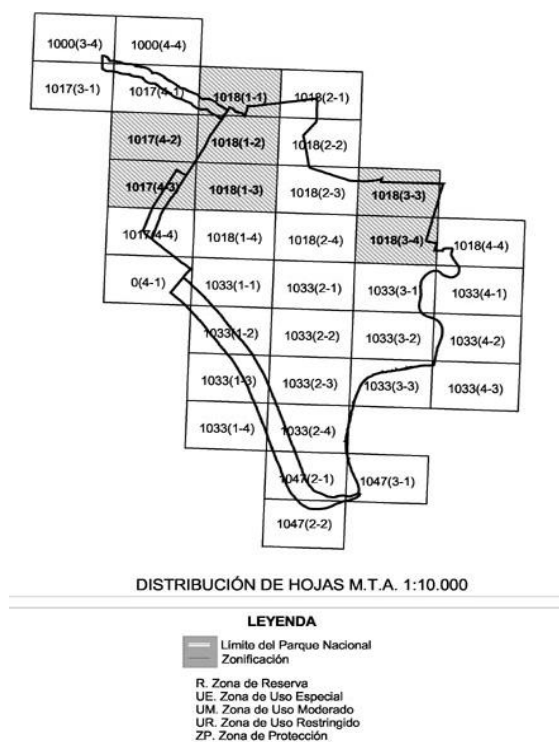 1000(3-4) 1000(4-4)
1017(3-1) 1017(4-1) 1018(1-1) 1018(2-1)
1017(4-2) 1018(1-2) 1018(2-2)
1017(4-3) 1018(1-3) 1018(2-3) 1018(3-3)
1017(4-4) 1018(1-4) 1018(2-4) 1018(3-4) 1018(4-4)
0(4-1) 1033(1-1) 1033(2-1) 1033(3-1) 1033(4-1)
1033(1-2) 1033(2-2) 1033(3-2) 1033(4-2)
1033(1-3) 1033(2-3) 1033(3-3) 1033(4-3)
1033(1-4) 1033(2-4)
1047(2-1) 1047(3-1)
1047(2-2)
DISTRIBUCIÓN DE HOJAS M.T.A. 1:10.000
LEYENDA
Límite del Parque Nacional
Zonificación
R. Zona de Reserva
UE. Zona de Uso Especial
UM. Zona de Uso Moderado
UR. Zona de Uso Restringido
ZP. Zona de Protección